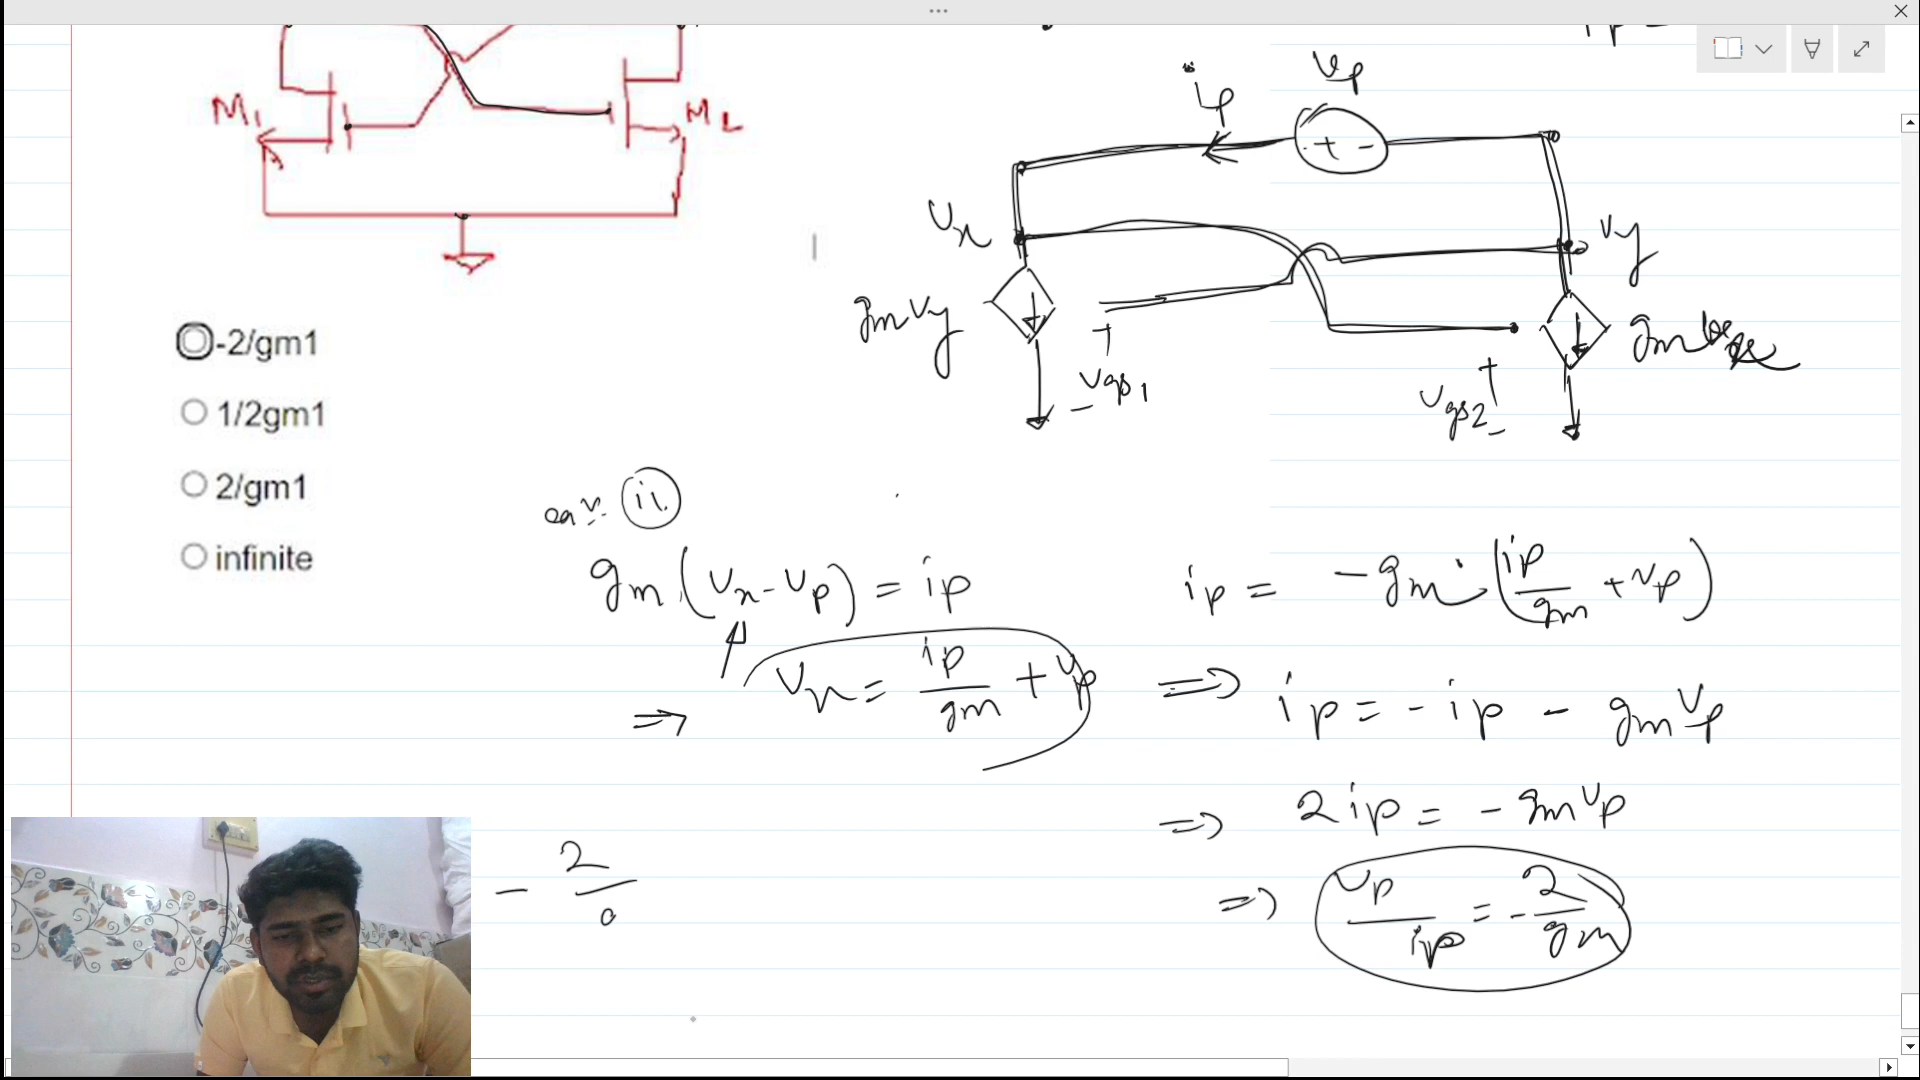 M1
M2
-2/gm1
1/2gm1
2/gm1
infinite
ip
vp
+ -
vx
vy
gmvy
+
vgs1
-
+
vgs2
-
gm
eqn (ii)
gm(vx-vp) = ip
⇒ vx = ip/gm + vp
ip = -gm(ip/gm + vp)
⇒ ip = -ip - gmvp
⇒ 2ip = -gmvp
⇒ vp/ip = -2/gm
- 2/